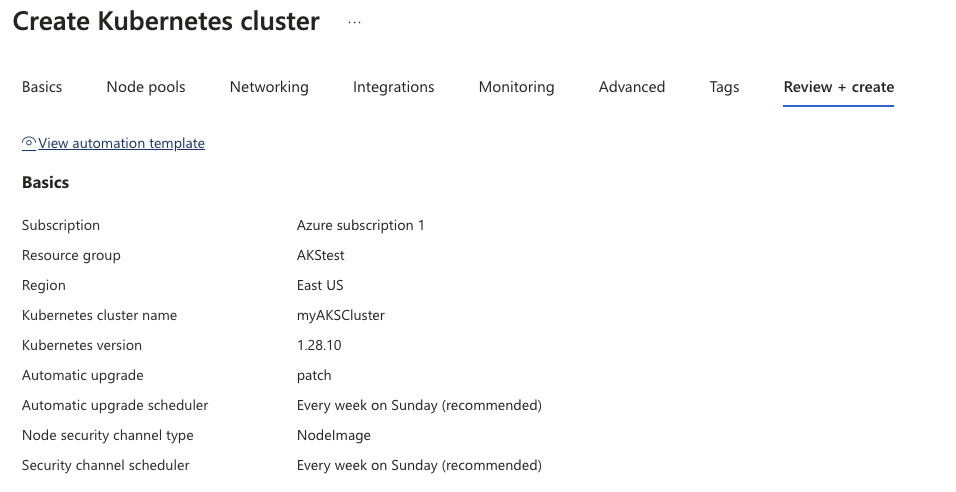 Create Kubernetes cluster ...
Basics Node pools Networking Integrations Monitoring Advanced Tags Review + create
View automation template
Basics
Subscription Azure subscription 1
Resource group AKStest
Region East US
Kubernetes cluster name myAKSCluster
Kubernetes version 1.28.10
Automatic upgrade patch
Automatic upgrade scheduler Every week on Sunday (recommended)
Node security channel type NodeImage
Security channel scheduler Every week on Sunday (recommended)